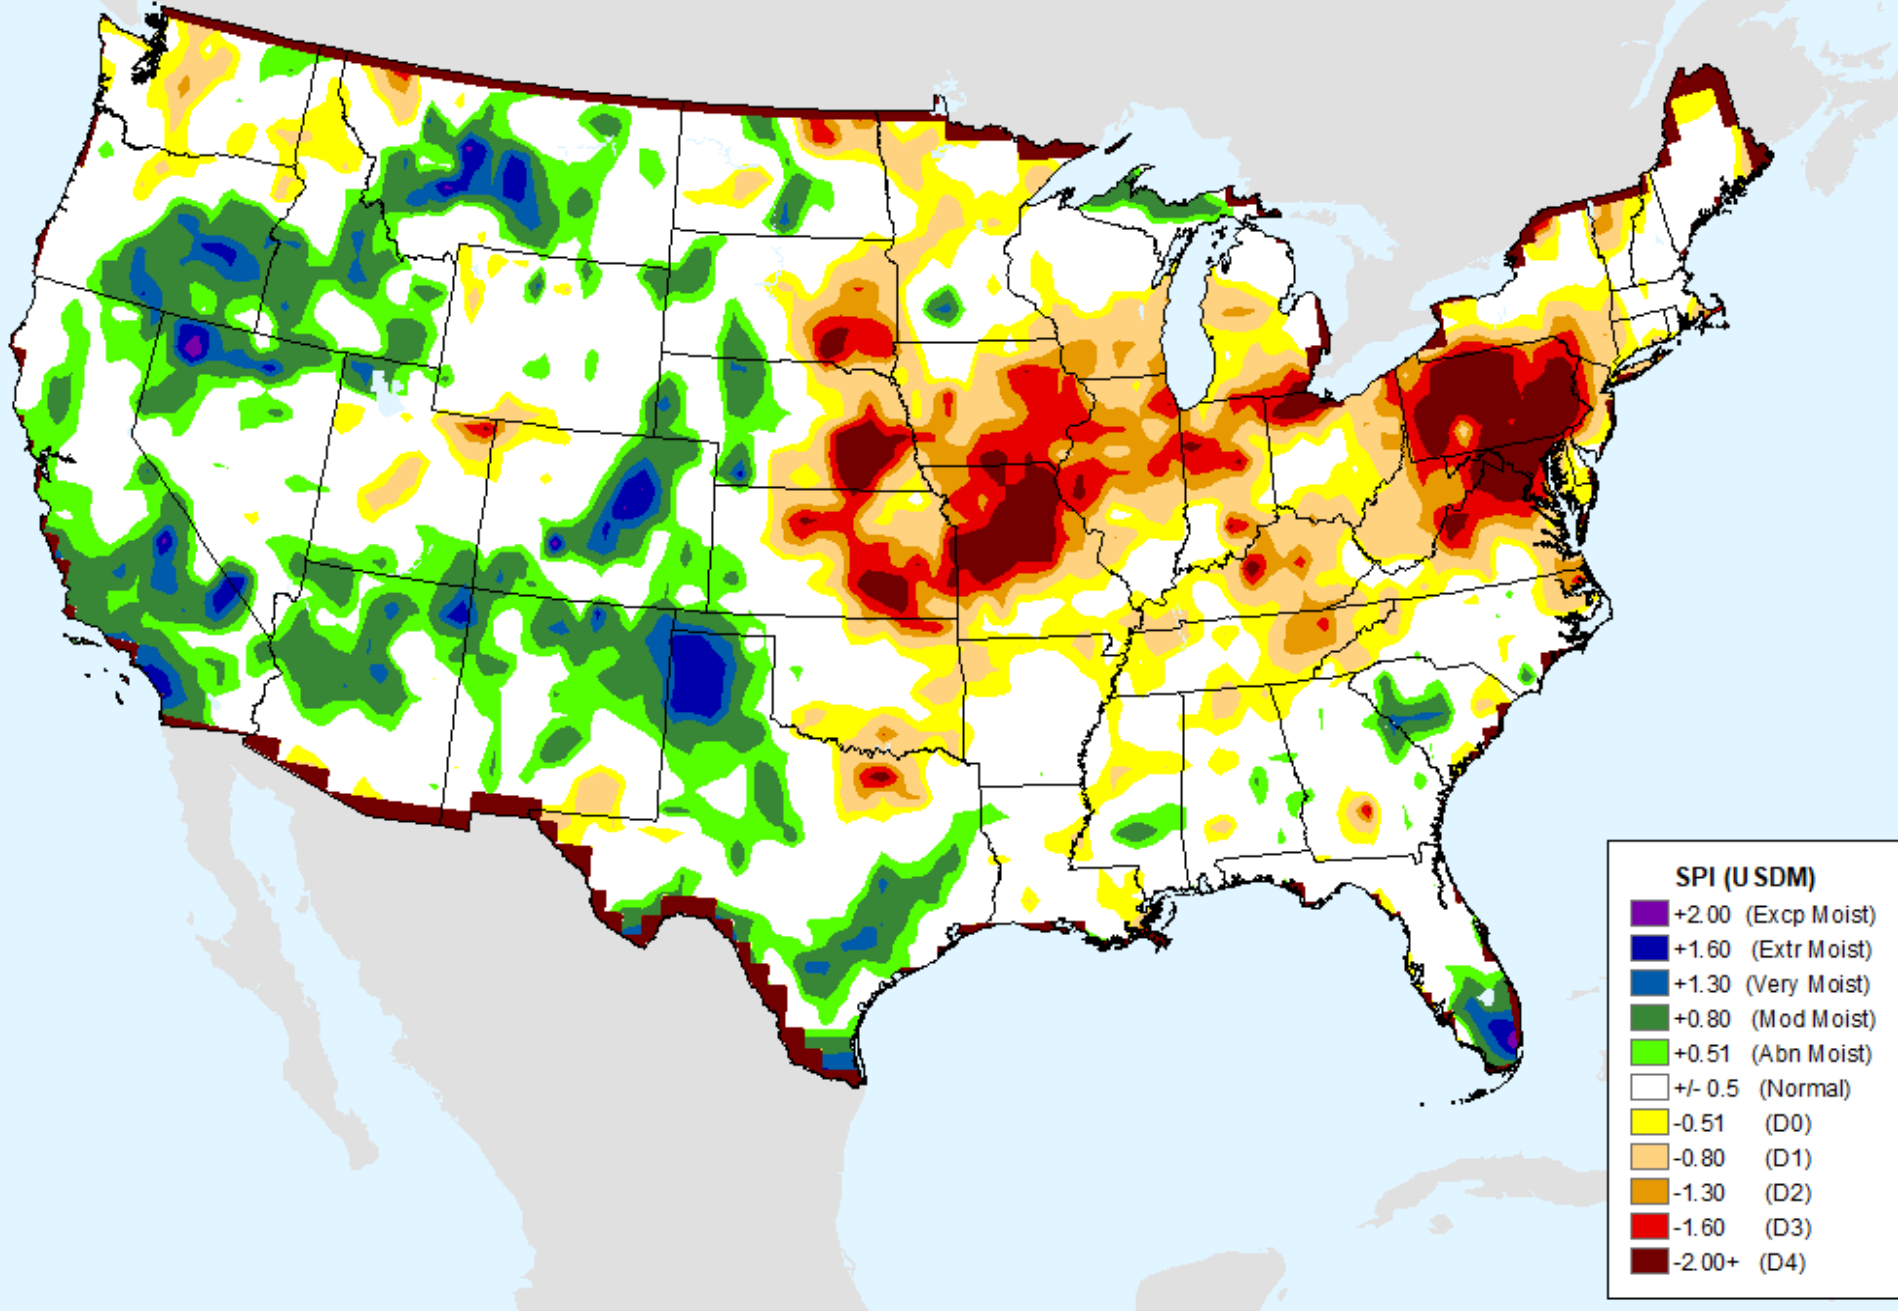 SPI (USDM)
+2.00 (Excp Moist)
+1.60 (Extr Moist)
+1.30 (Very Moist)
+0.80 (Mod Moist)
+0.51 (Abn Moist)
+/- 0.5 (Normal)
-0.51 (D0)
-0.80 (D1)
-1.30 (D2)
-1.60 (D3)
-2.00+ (D4)